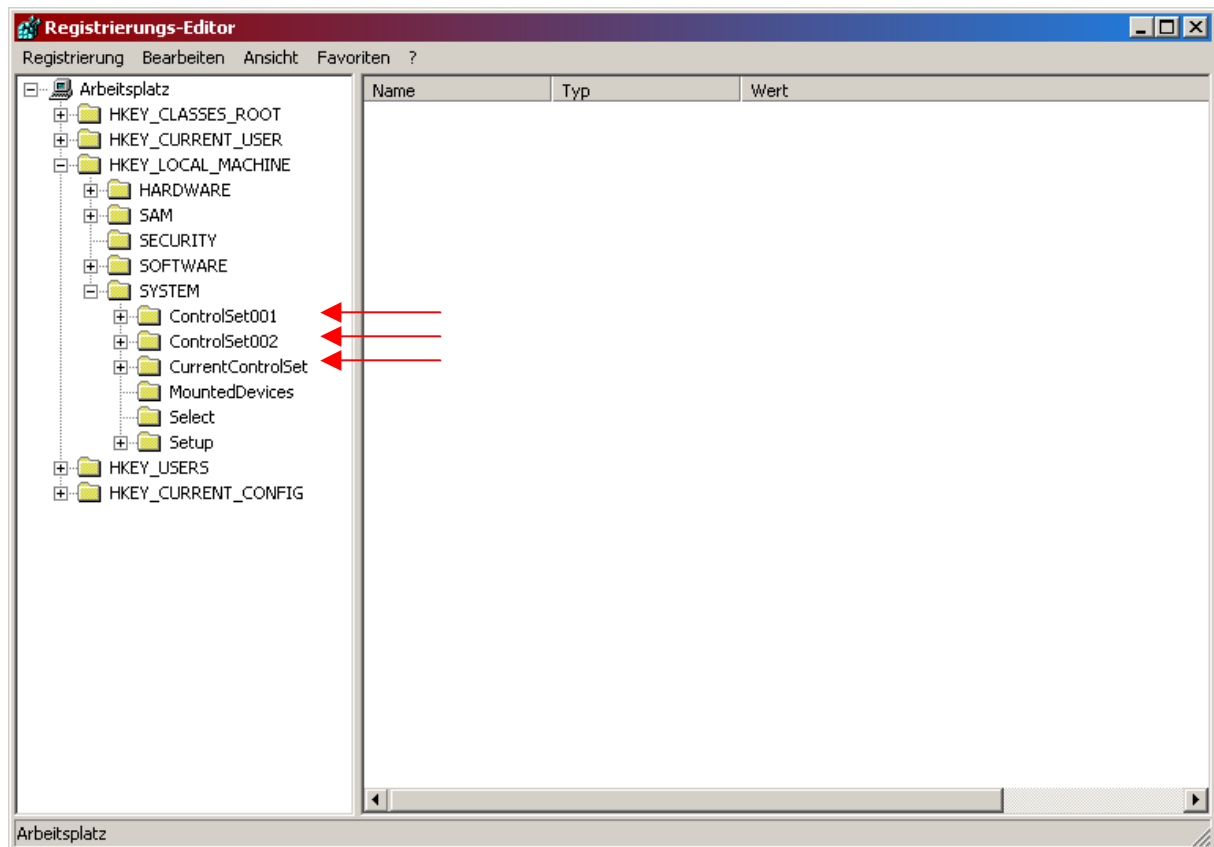 Registrierungs-Editor
Registrierung Bearbeiten Ansicht Favoriten ?
Arbeitsplatz
HKEY_CLASSES_ROOT
HKEY_CURRENT_USER
HKEY_LOCAL_MACHINE
HARDWARE
SAM
SECURITY
SOFTWARE
SYSTEM
ControlSet001
ControlSet002
CurrentControlSet
MountedDevices
Select
Setup
HKEY_USERS
HKEY_CURRENT_CONFIG
Name Typ Wert
Arbeitsplatz